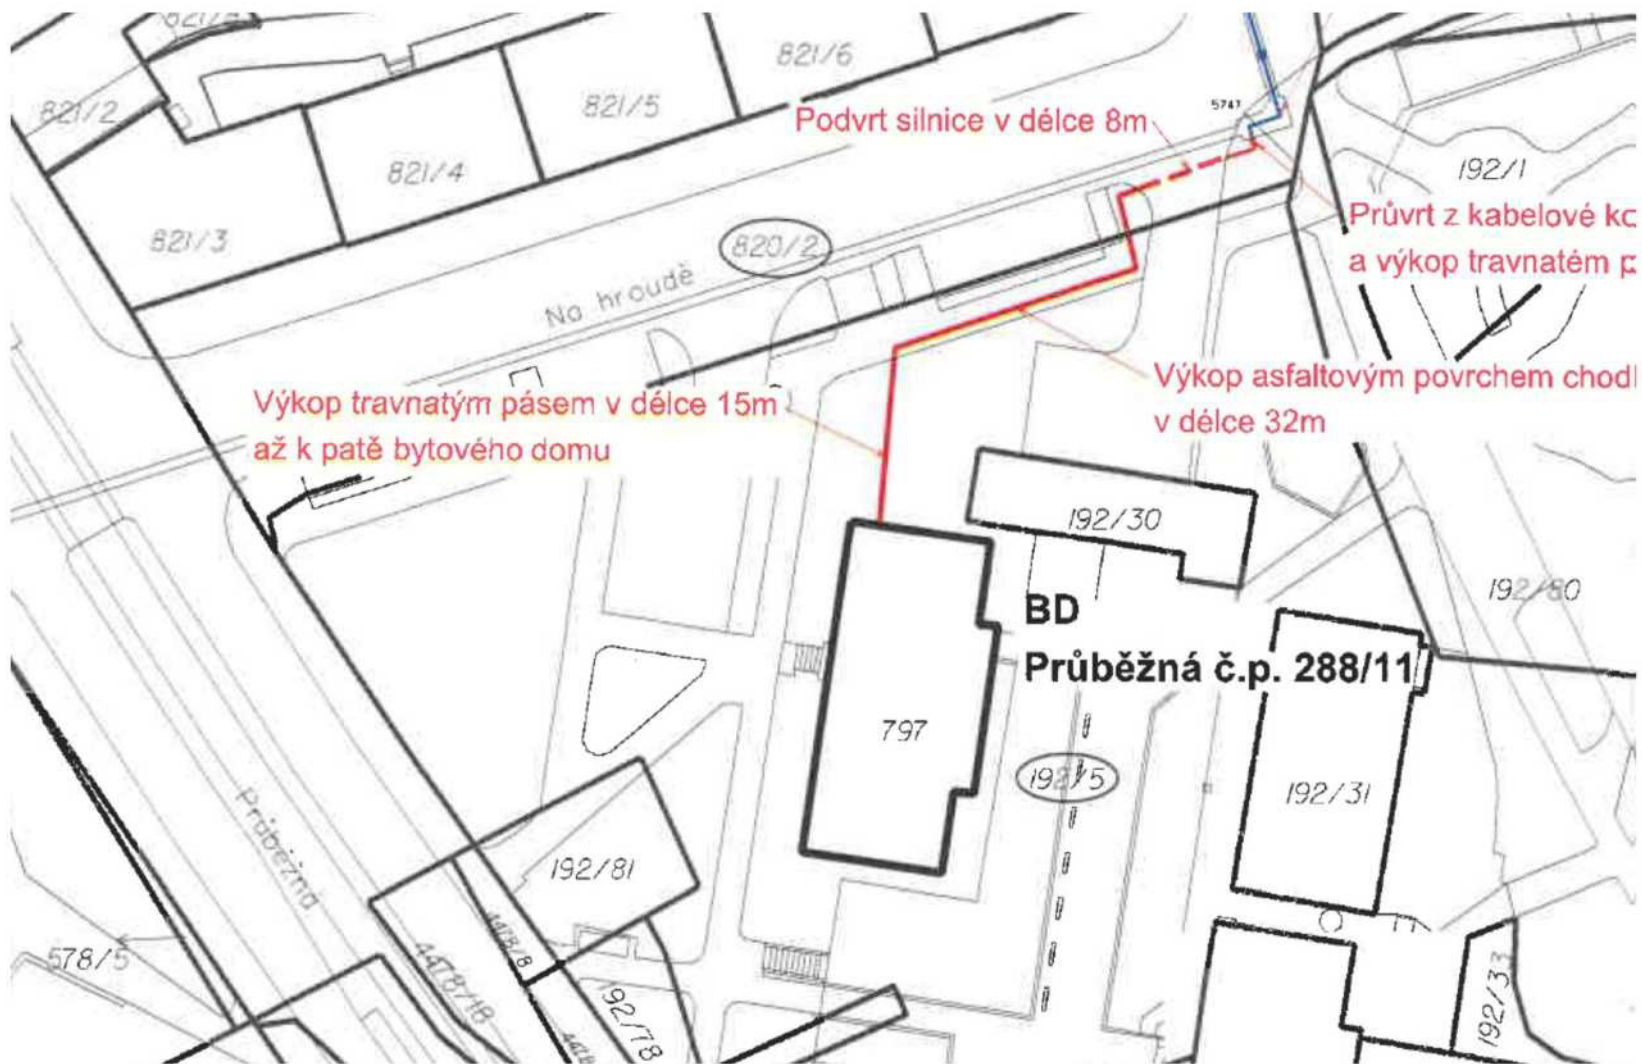 821/6
821/2
821/5
5747
Podvrt silnice v délce 8m
821/4
192/1
821/3
820/2
Průvrt z kabelové
a výkop travnatém
Na hroudě
Výkop travnatým pásem v délce 15m
až k patě bytového domu
Výkop asfaltovým povrchem
v délce 32m
192/30
192/80
BD
Průběžná č.p. 288/11
797
192/5
192/31
Průběžná
192/81
578/5
4478/8
4478/18
192/78
192/33